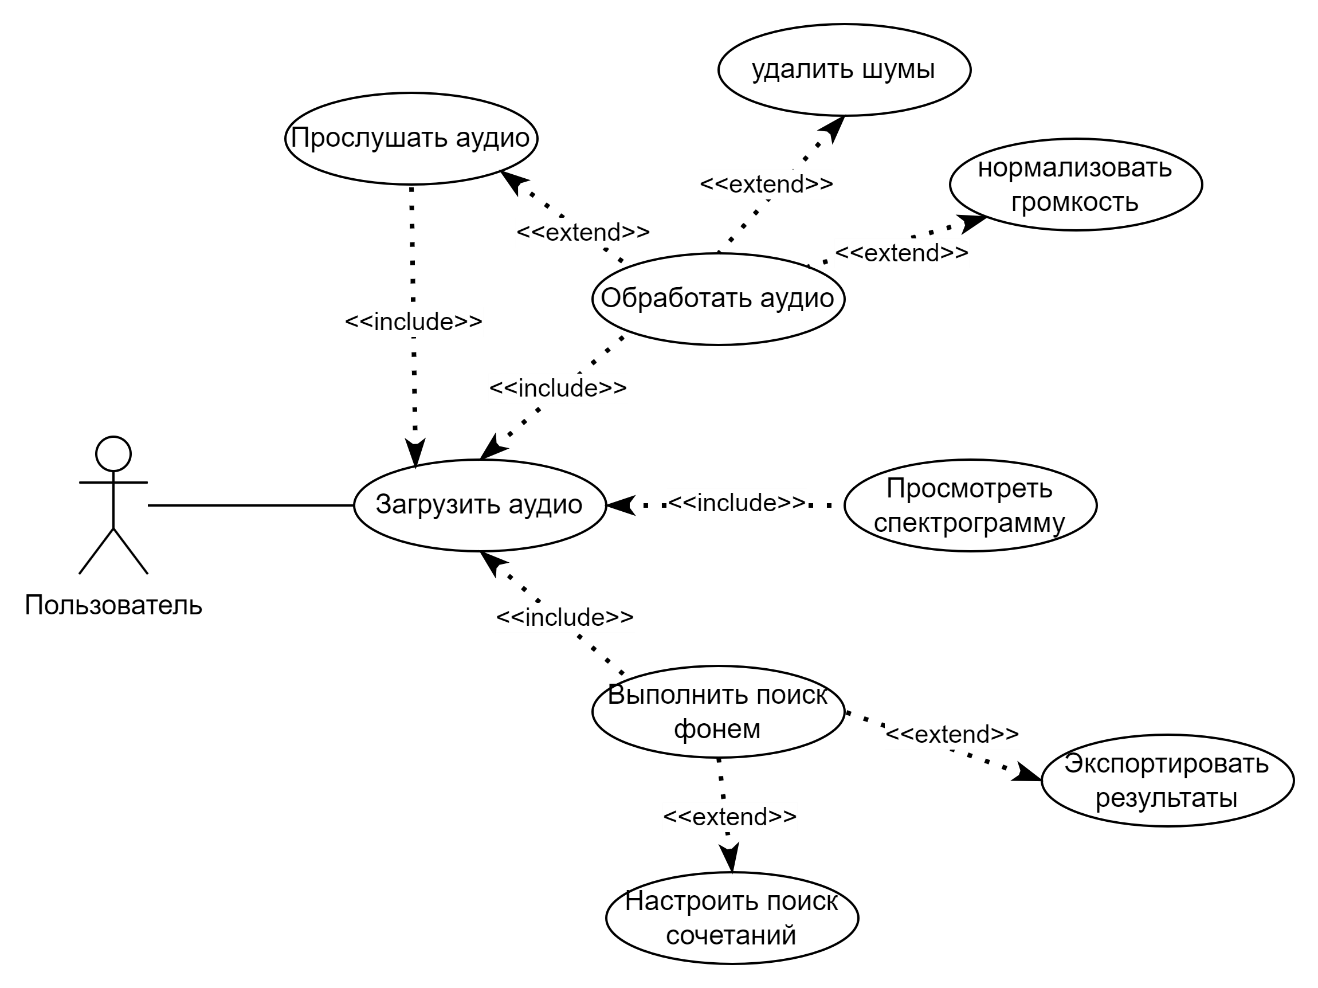 удалить шумы
Прослушать аудио
нормализовать
громкость
<<extend>>
<<extend>>
<<extend>>
Обработать аудио
<<include>>
<<include>>
Загрузить аудио
<<include>>
Просмотреть
спектрограмму
Пользователь
<<include>>
Выполнить поиск
фонем
<<extend>>
Экспортировать
результаты
<<extend>>
Настроить поиск
сочетаний